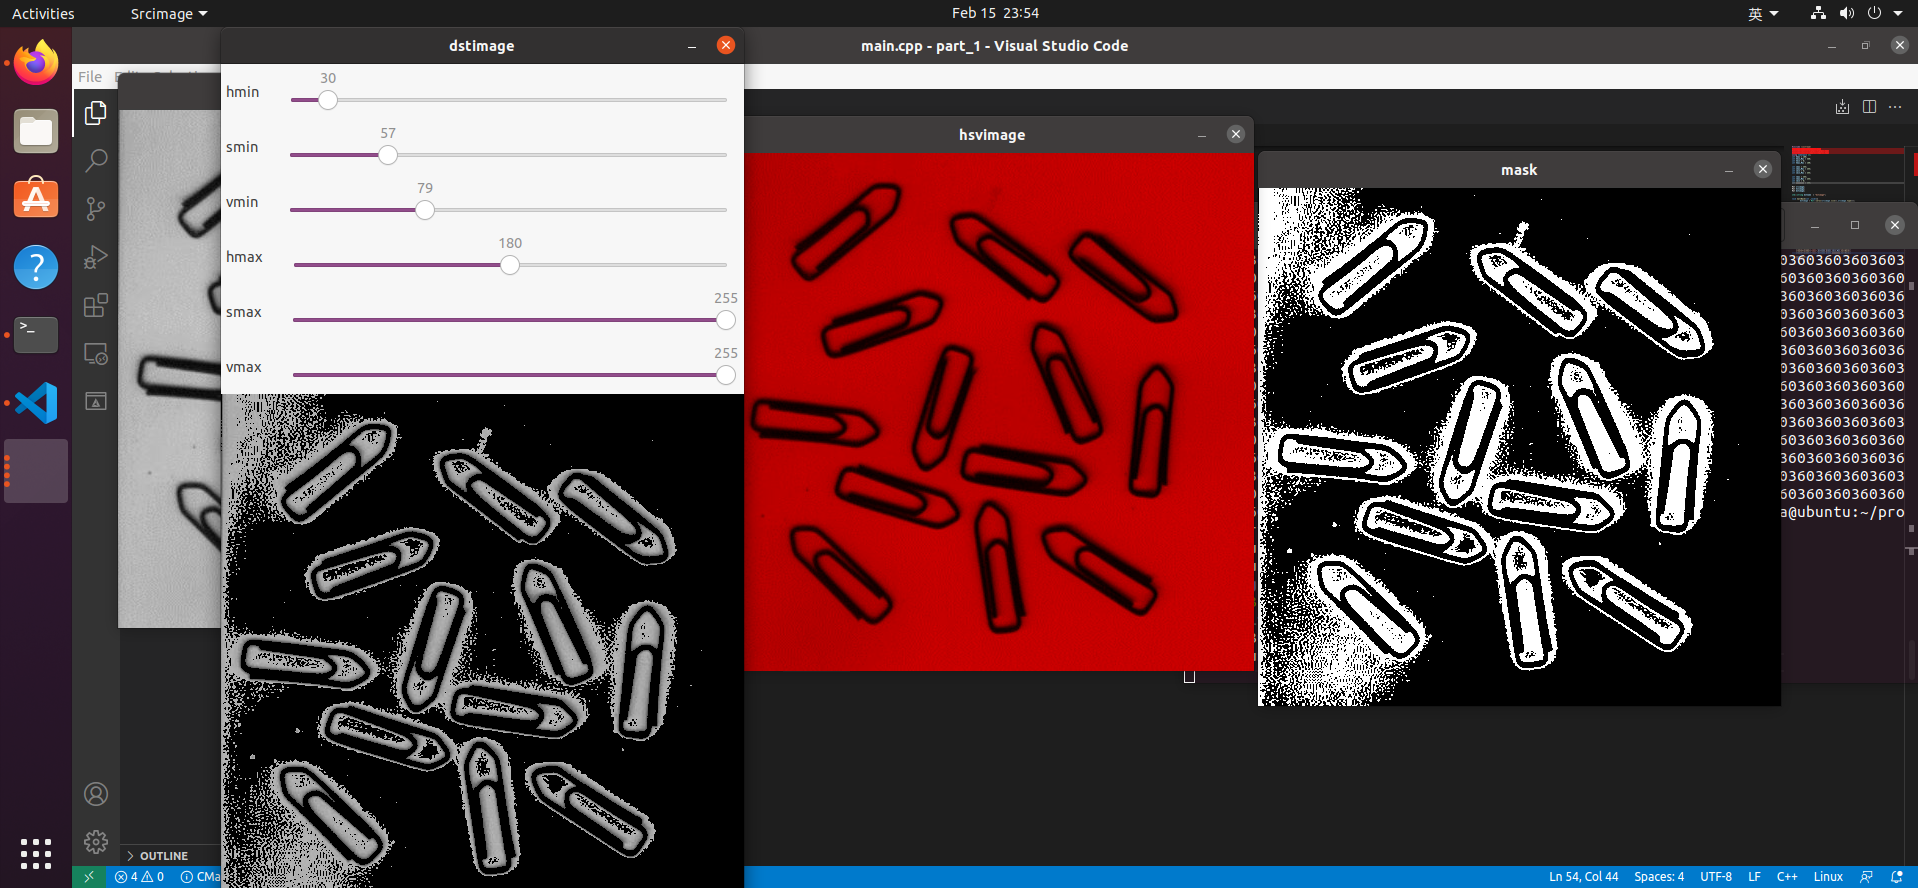 Activities
Srcimage
Feb 15 23:54
英
main.cpp - part_1 - Visual Studio Code
File
dstimage
hmin
30
smin
57
vmin
79
hmax
180
smax
255
vmax
255
hsvimage
mask
03603603603603
60360360360360
36036036036036
03603603603603
60360360360360
36036036036036
03603603603603
60360360360360
36036036036036
03603603603603
60360360360360
36036036036036
03603603603603
60360360360360
a@ubuntu:~/pro
OUTLINE
4
0
CMa
Ln 54, Col 44
Spaces: 4
UTF-8
LF
C++
Linux